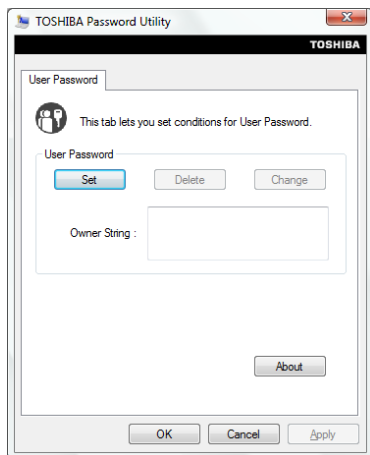 TOSHIBA Password Utility
TOSHIBA
User Password
This tab lets you set conditions for User Password.
User Password
Set Delete Change
Owner String :
About
OK Cancel Apply